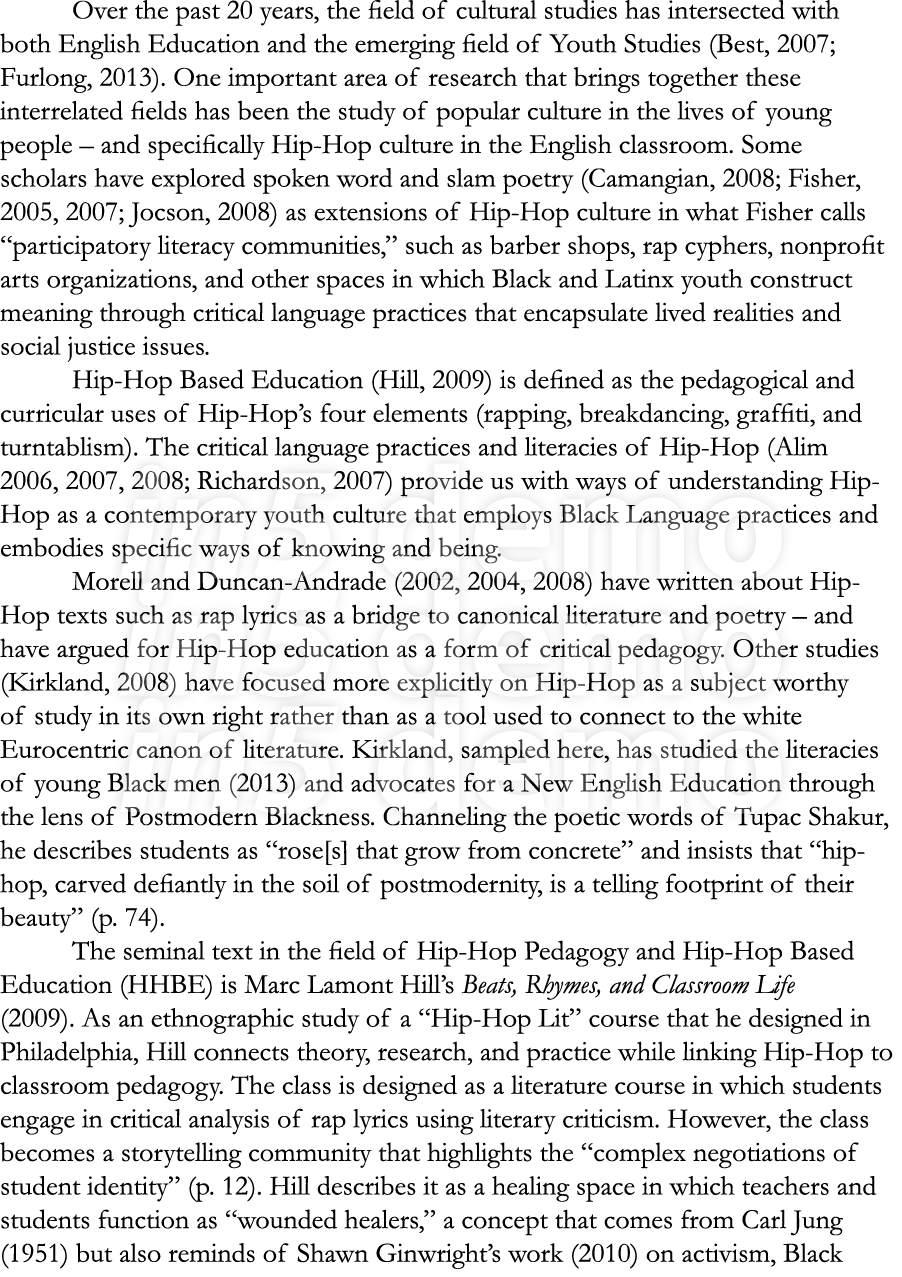 Over the past 20 years, the field of cultural studies has intersected with
both English Education and the emerging field of Youth Studies (Best, 2007;
Furlong, 2013). One important area of research that brings together these
interrelated fields has been the study of popular culture in the lives of young
people – and specifically Hip-Hop culture in the English classroom. Some
scholars have explored spoken word and slam poetry (Camangian, 2008; Fisher,
2005, 2007; Jocson, 2008) as extensions of Hip-Hop culture in what Fisher calls
“participatory literacy communities,” such as barber shops, rap cyphers, nonprofit
arts organizations, and other spaces in which Black and Latinx youth construct
meaning through critical language practices that encapsulate lived realities and
social justice issues.
Hip-Hop Based Education (Hill, 2009) is defined as the pedagogical and
curricular uses of Hip-Hop’s four elements (rapping, breakdancing, graffiti, and
turntablism). The critical language practices and literacies of Hip-Hop (Alim
2006, 2007, 2008; Richardson, 2007) provide us with ways of understanding Hip-
Hop as a contemporary youth culture that employs Black Language practices and
embodies specific ways of knowing and being.
Morell and Duncan-Andrade (2002, 2004, 2008) have written about Hip-
Hop texts such as rap lyrics as a bridge to canonical literature and poetry – and
have argued for Hip-Hop education as a form of critical pedagogy. Other studies
(Kirkland, 2008) have focused more explicitly on Hip-Hop as a subject worthy
of study in its own right rather than as a tool used to connect to the white
Eurocentric canon of literature. Kirkland, sampled here, has studied the literacies
of young Black men (2013) and advocates for a New English Education through
the lens of Postmodern Blackness. Channeling the poetic words of Tupac Shakur,
he describes students as “rose[s] that grow from concrete” and insists that “hip-
hop, carved defiantly in the soil of postmodernity, is a telling footprint of their
beauty” (p. 74).
The seminal text in the field of Hip-Hop Pedagogy and Hip-Hop Based
Education (HHBE) is Marc Lamont Hill’s Beats, Rhymes, and Classroom Life
(2009). As an ethnographic study of a “Hip-Hop Lit” course that he designed in
Philadelphia, Hill connects theory, research, and practice while linking Hip-Hop to
classroom pedagogy. The class is designed as a literature course in which students
engage in critical analysis of rap lyrics using literary criticism. However, the class
becomes a storytelling community that highlights the “complex negotiations of
student identity” (p. 12). Hill describes it as a healing space in which teachers and
students function as “wounded healers,” a concept that comes from Carl Jung
(1951) but also reminds of Shawn Ginwright’s work (2010) on activism, Black
in5 demo
in5 demo
in5 demo